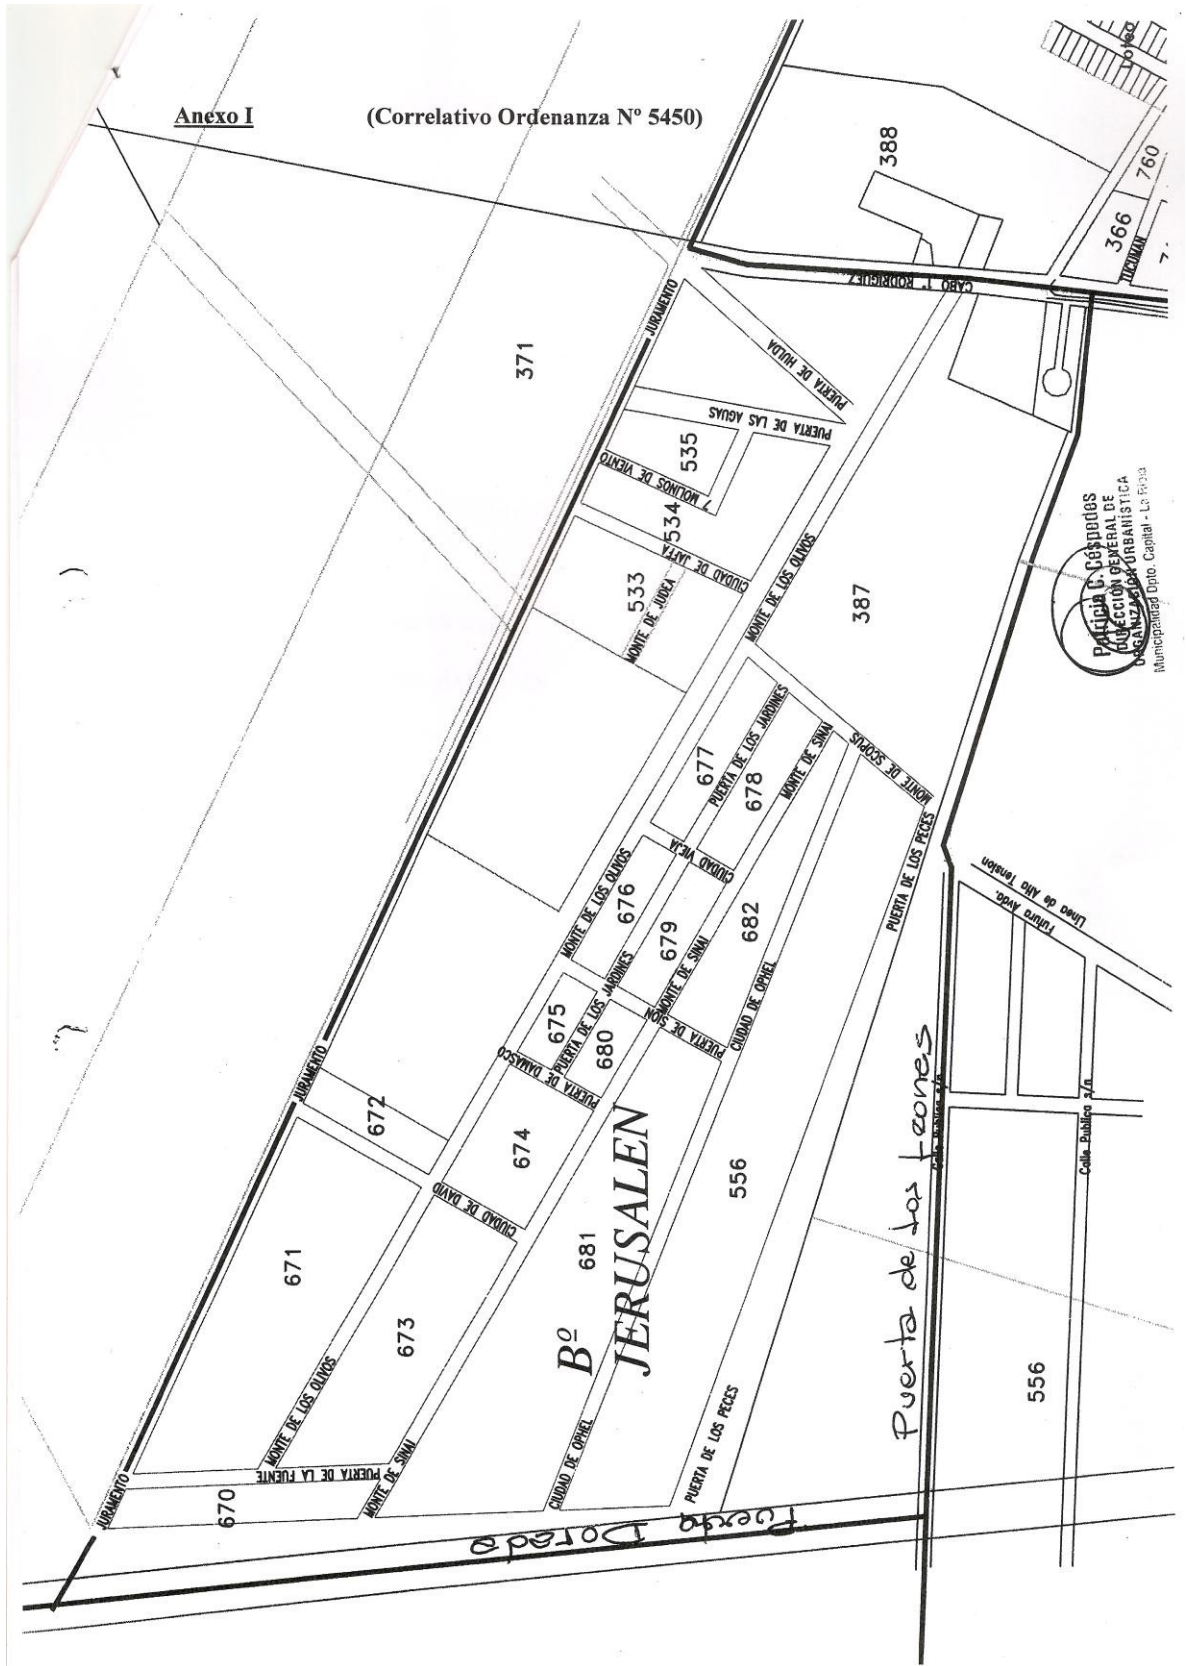 Anexo I (Correlativo Ordenanza Nº 5450)
Loteo
388
760
366
TUCUMAN
CABO 1º RODRIGUEZ
371
JURAMENTO
PUERTA DE HULDA
PUERTA DE LAS AGUAS
535
7 MOLINOS DE VIENTO
534
CIUDAD DE JAFFA
533
MONTE DE JUDEA
MONTE DE LOS OLIVOS
387
Patricia C. Céspedes
DIRECCIÓN GENERAL DE
ORGANIZACIÓN URBANÍSTICA
Municipalidad Dpto. Capital - La Rioja
677
PUERTA DE LOS JARDINES
678
MONTE DE SINAI
MONTE DE SCOPUS
CIUDAD VIEJA
PUERTA DE LOS PECES
MONTE DE LOS OLIVOS
676
679
682
Futura Avda.
Linea de Alta Tension
PUERTA DE LOS JARDINES
MONTE DE SINAI
675
680
PUERTA DE SION
CIUDAD DE OPHEL
PUERTA DE DAMASCO
PUERTA DE LOS JARDINES
JURAMENTO
672
674
Bº
JERUSALEN
556
Puerta de Los Leones
Calle Publica s/n
Calle Publica s/n
CIUDAD DE DAVID
671
673
681
MONTE DE LOS OLIVOS
556
PUERTA DE LA FUENTE
MONTE DE SINAI
CIUDAD DE OPHEL
PUERTA DE LOS PECES
JURAMENTO
670
Puerta Dorada